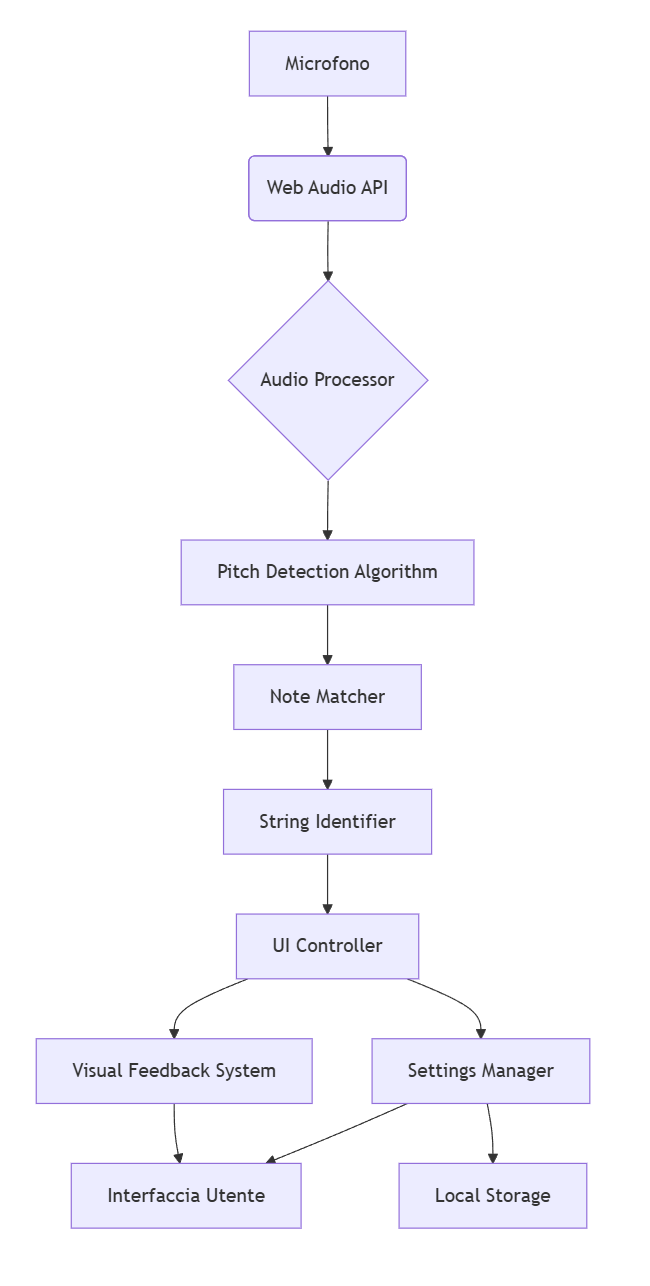 Microfono
Web Audio API
Audio Processor
Pitch Detection Algorithm
Note Matcher
String Identifier
UI Controller
Visual Feedback System
Settings Manager
Interfaccia Utente
Local Storage